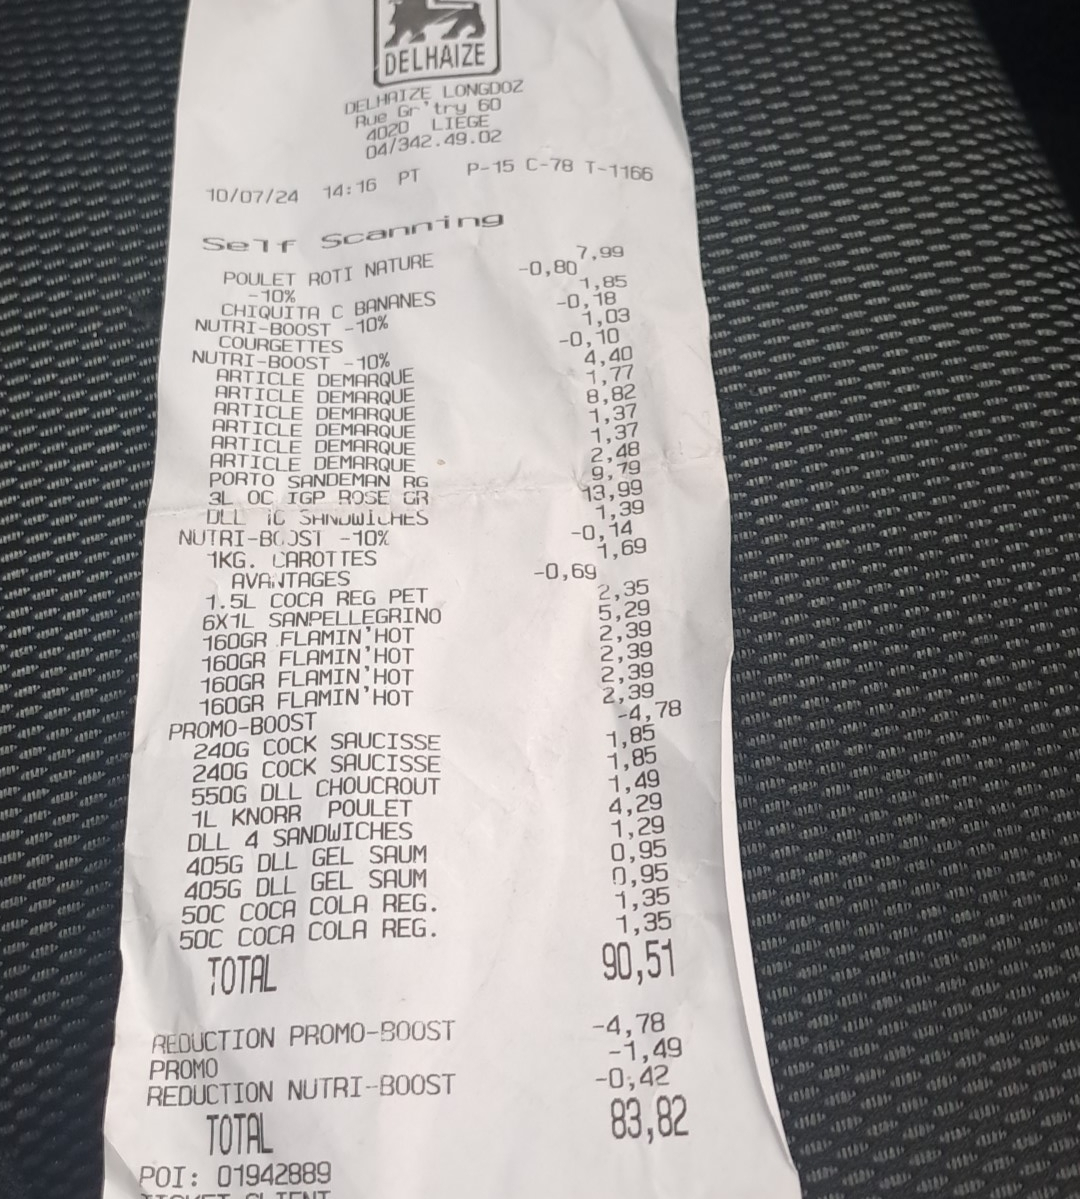 DELHAIZE
DELHAIZE LONGDOZ
Rue Gr'try 60
4020 LIEGE
04/342.49.02
10/07/24 14:16 PT P-15 C-78 T-1166
Self Scanning
POULET ROTI NATURE 7,99
-10% -0,80
CHIQUITA C BANANES 1,85
NUTRI-BOOST -10% -0,18
COURGETTES 1,03
NUTRI-BOOST -10% -0,10
ARTICLE DEMARQUE 4,40
ARTICLE DEMARQUE 1,77
ARTICLE DEMARQUE 8,82
ARTICLE DEMARQUE 1,37
ARTICLE DEMARQUE 1,37
ARTICLE DEMARQUE 2,48
PORTO SANDEMAN RG 9,79
3L OC IGP ROSE GR 13,99
DLL 10 SANDWICHES 1,39
NUTRI-BOOST -10% -0,14
1KG. CAROTTES 1,69
AVANTAGES -0,69
1.5L COCA REG PET 2,35
6X1L SANPELLEGRINO 5,29
160GR FLAMIN'HOT 2,39
160GR FLAMIN'HOT 2,39
160GR FLAMIN'HOT 2,39
160GR FLAMIN'HOT 2,39
PROMO-BOOST -4,78
240G COCK SAUCISSE 1,85
240G COCK SAUCISSE 1,85
550G DLL CHOUCROUT 1,49
1L KNORR POULET 4,29
DLL 4 SANDWICHES 1,29
405G DLL GEL SAUM 0,95
405G DLL GEL SAUM 0,95
50C COCA COLA REG. 1,35
50C COCA COLA REG. 1,35
TOTAL 90,51
REDUCTION PROMO-BOOST -4,78
PROMO -1,49
REDUCTION NUTRI-BOOST -0,42
TOTAL 83,82
POI: 01942889
TICKET CLIENT